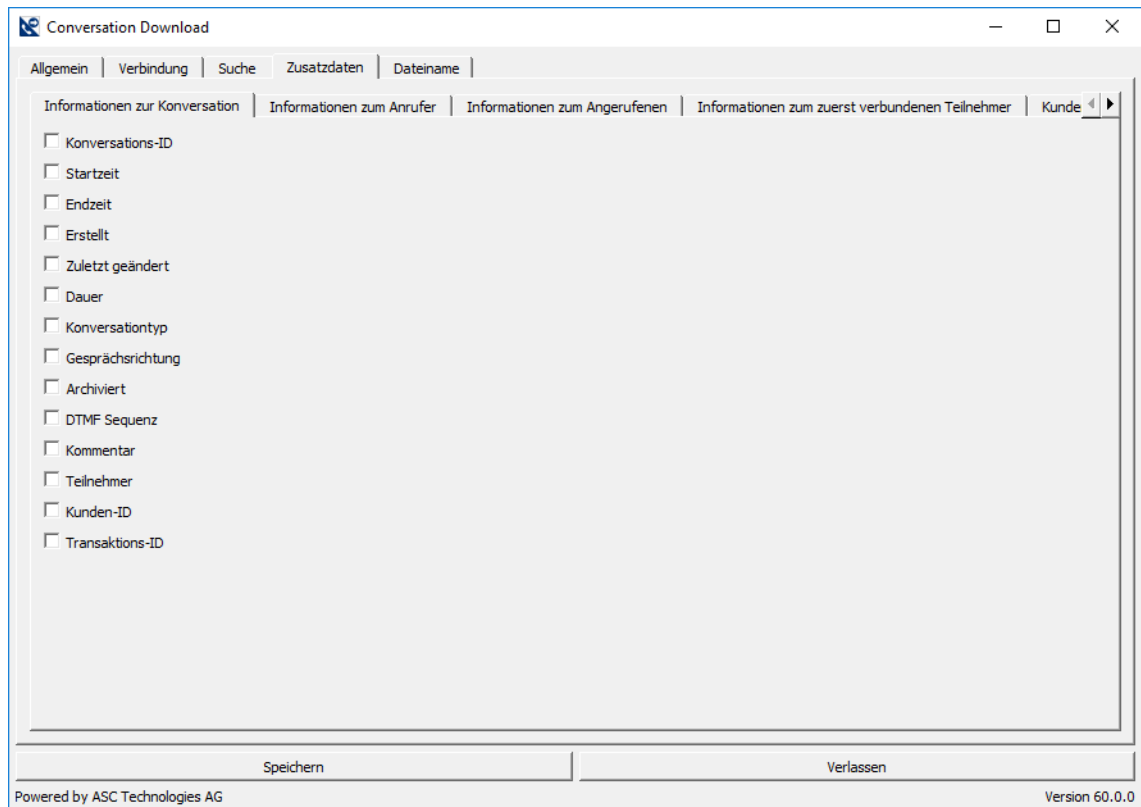 Conversation Download
Allgemein Verbindung Suche Zusatzdaten Dateiname
Informationen zur Konversation Informationen zum Anrufer Informationen zum Angerufenen Informationen zum zuerst verbundenen Teilnehmer Kunde
Konversations-ID
Startzeit
Endzeit
Erstellt
Zuletzt geändert
Dauer
Konversationtyp
Gesprächsrichtung
Archiviert
DTMF Sequenz
Kommentar
Teilnehmer
Kunden-ID
Transaktions-ID
Speichern Verlassen
Powered by ASC Technologies AG Version 60.0.0